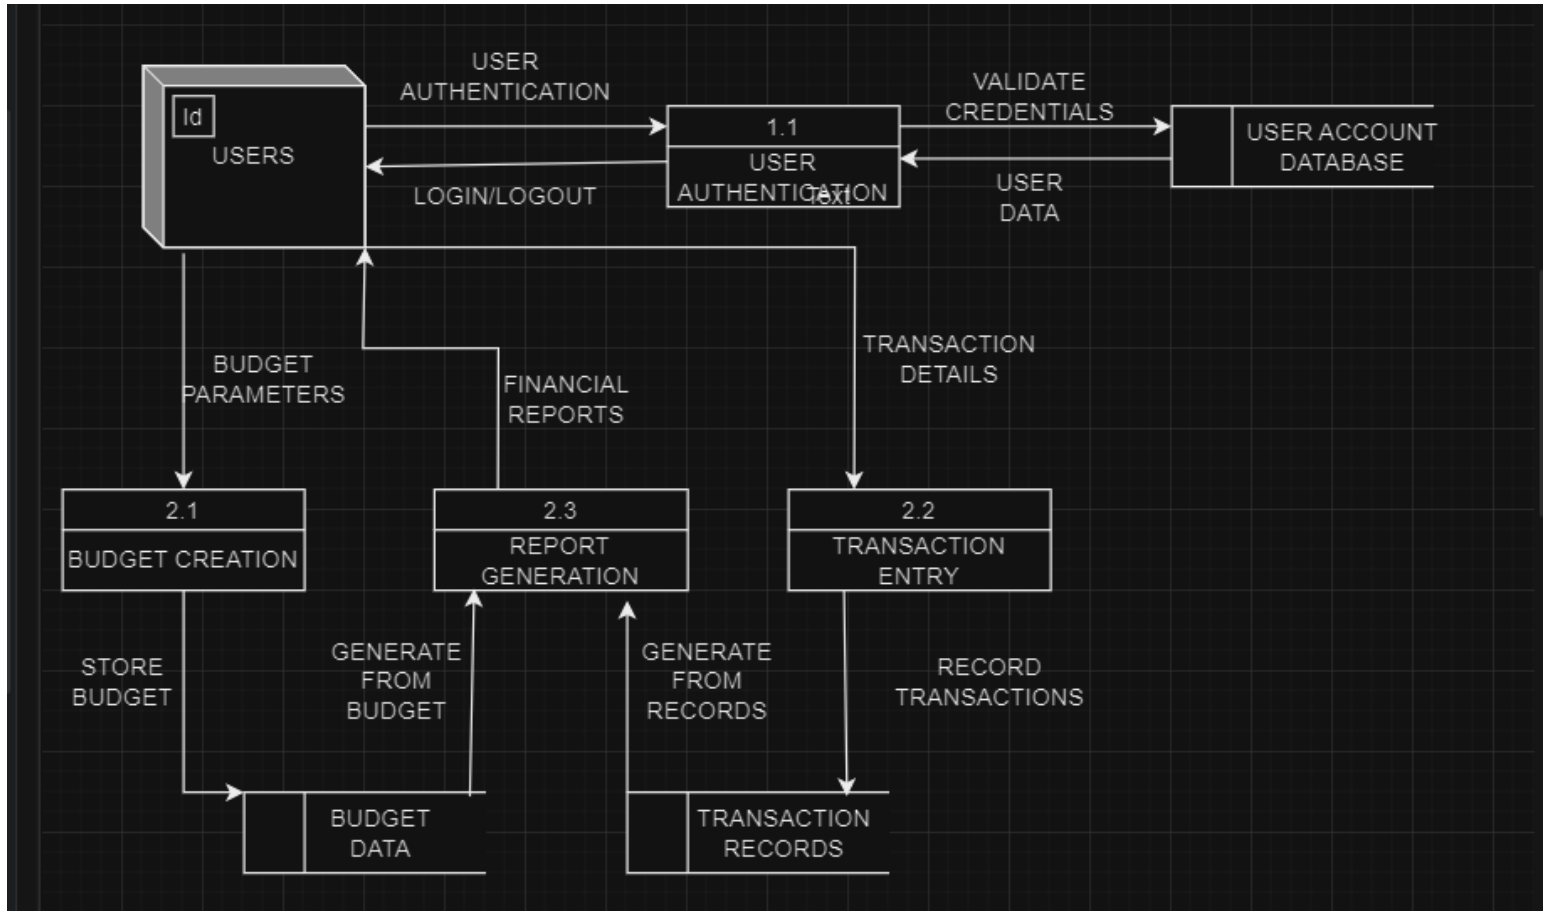 USER
AUTHENTICATION
Id
USERS
LOGIN/LOGOUT
1.1
USER
AUTHENTICATION
Text
VALIDATE
CREDENTIALS
USER
DATA
USER ACCOUNT
DATABASE
BUDGET
PARAMETERS
FINANCIAL
REPORTS
TRANSACTION
DETAILS
2.1
BUDGET CREATION
2.3
REPORT
GENERATION
2.2
TRANSACTION
ENTRY
STORE
BUDGET
GENERATE
FROM
BUDGET
GENERATE
FROM
RECORDS
RECORD
TRANSACTIONS
BUDGET
DATA
TRANSACTION
RECORDS